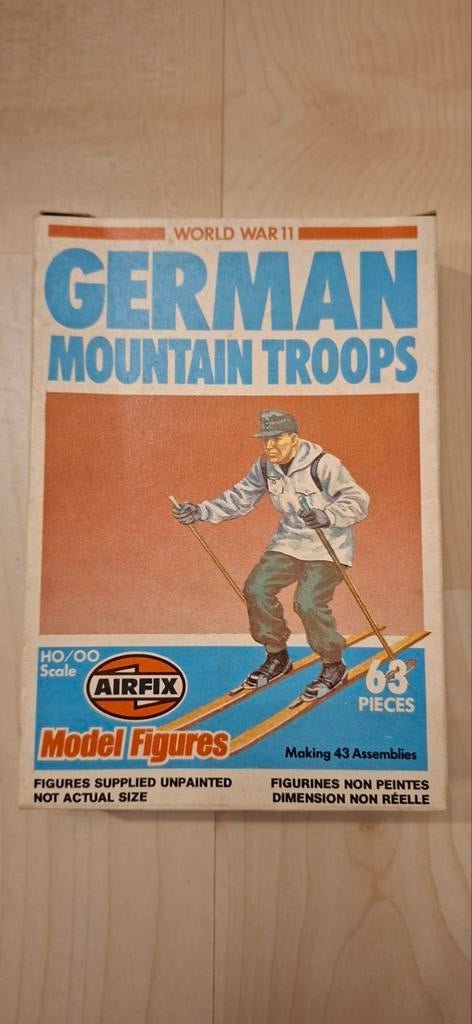 WORLD WAR 11
GERMAN
MOUNTAIN TROOPS
HO/OO
Scale
AIRFIX
63
PIECES
Model Figures
Making 43 Assemblies
FIGURES SUPPLIED UNPAINTED
NOT ACTUAL SIZE
FIGURINES NON PEINTES
DIMENSION NON RÉELLE